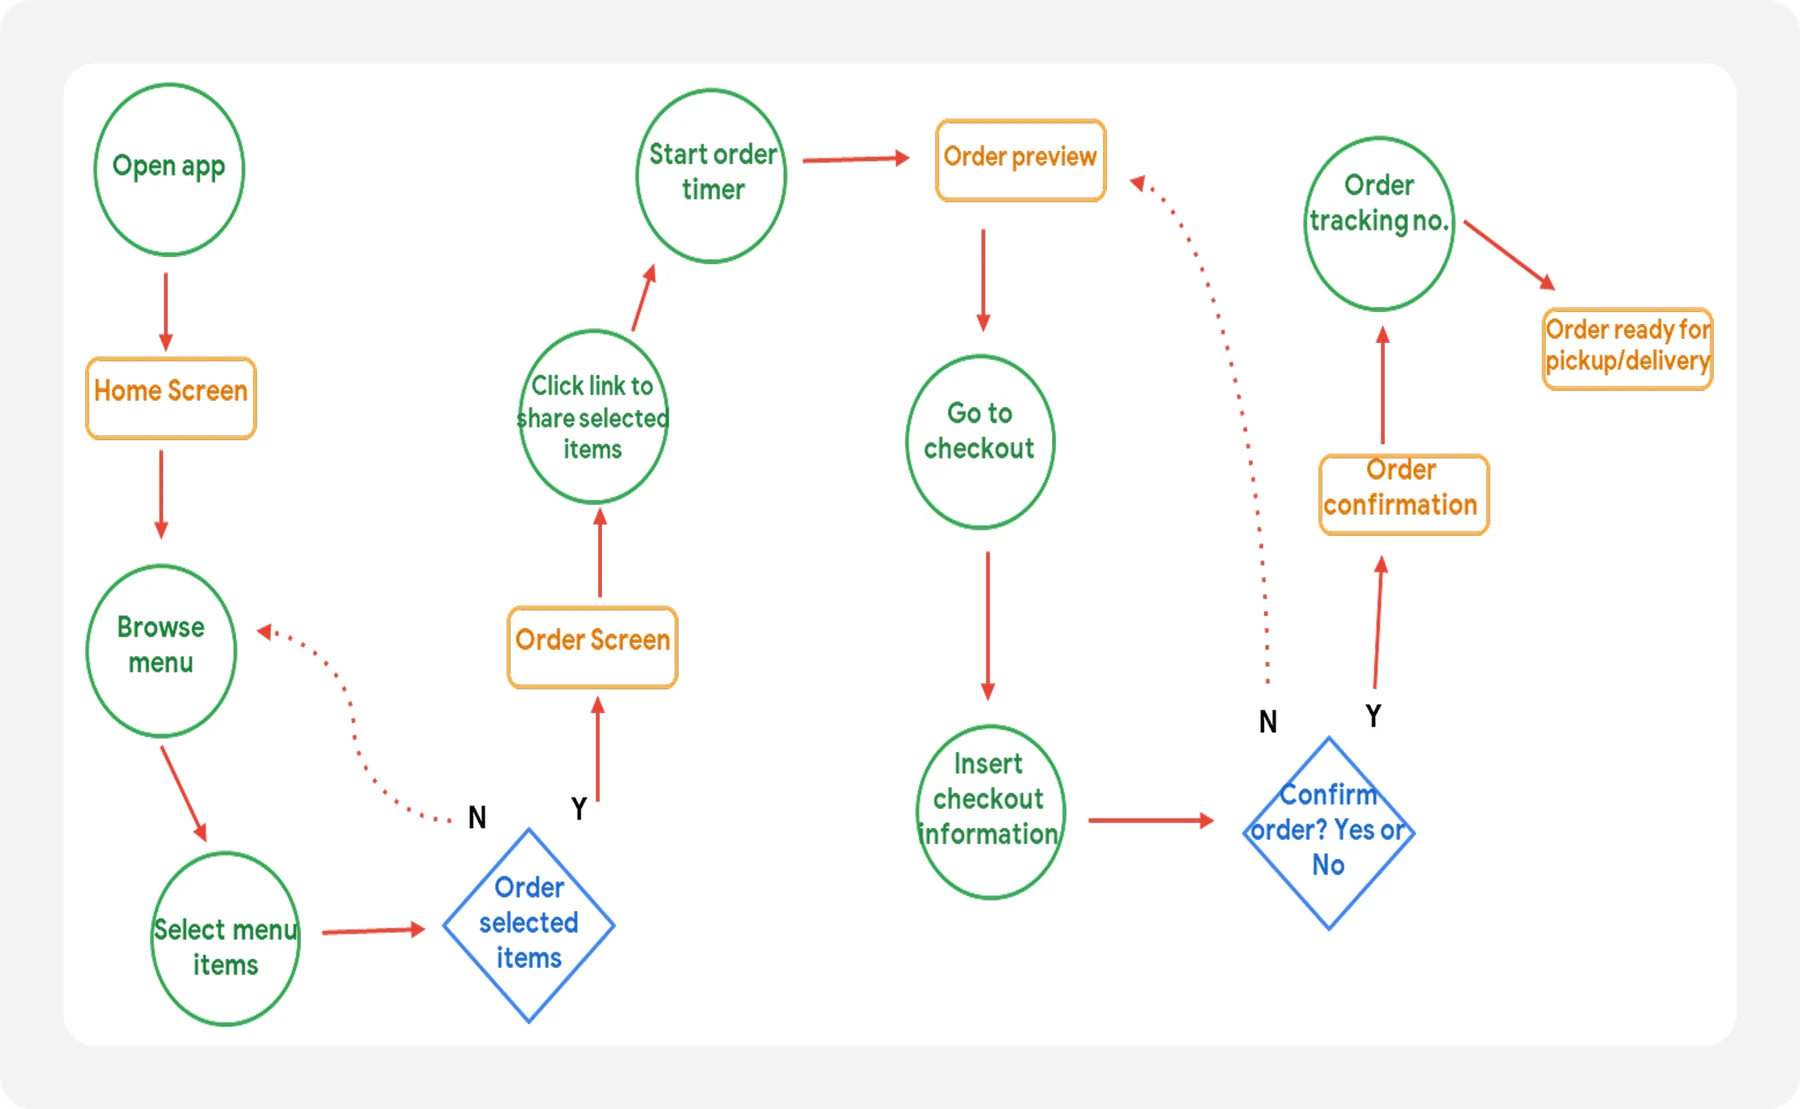 Open app
Home Screen
Browse
menu
Select menu
items
Order
selected
items
N
Y
Order Screen
Click link to
share selected
items
Start order
timer
Order preview
Go to
checkout
Insert
checkout
information
Confirm
order? Yes or
No
N
Y
Order
confirmation
Order
tracking no.
Order ready for
pickup/delivery